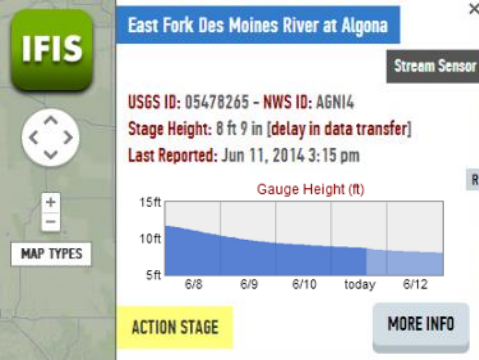 IFIS
East Fork Des Moines River at Algona
×
Stream Sensor
USGS ID: 05478265 - NWS ID: AGNI4
Stage Height: 8 ft 9 in [delay in data transfer]
Last Reported: Jun 11, 2014 3:15 pm
R
Gauge Height (ft)
15ft
10ft
5ft
6/8 6/9 6/10 today 6/12
+
−
MAP TYPES
ACTION STAGE
MORE INFO